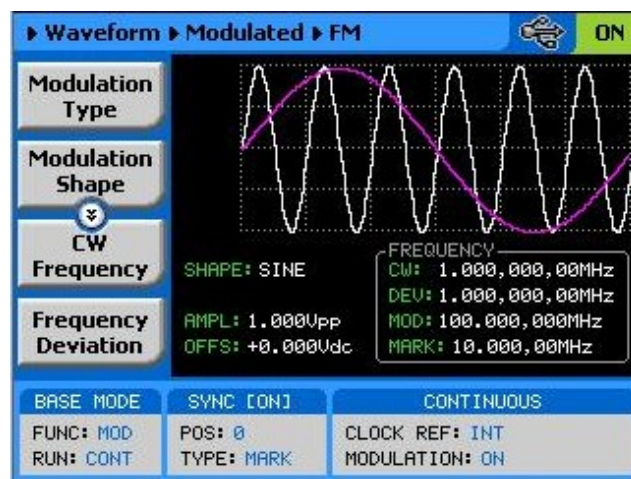 Waveform Modulated FM ON
Modulation
Type
Modulation
Shape
CW
Frequency
Frequency
Deviation
SHAPE: SINE
AMPL: 1.000Vpp
OFFS: +0.000Vdc
FREQUENCY
CW: 1.000,000,00MHz
DEV: 1.000,000,00MHz
MOD: 100.000,000MHz
MARK: 10.000,00MHz
BASE MODE
FUNC: MOD
RUN: CONT
SYNC [ON]
POS: 0
TYPE: MARK
CONTINUOUS
CLOCK REF: INT
MODULATION: ON